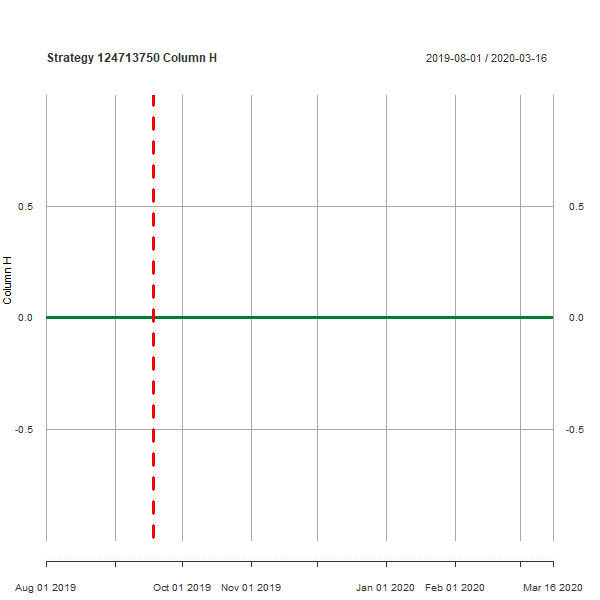 Strategy 124713750 Column H
2019-08-01 / 2020-03-16
0.5
0.5
Column H
0.0
0.0
-0.5
-0.5
Aug 01 2019
Oct 01 2019
Nov 01 2019
Jan 01 2020
Feb 01 2020
Mar 16 2020